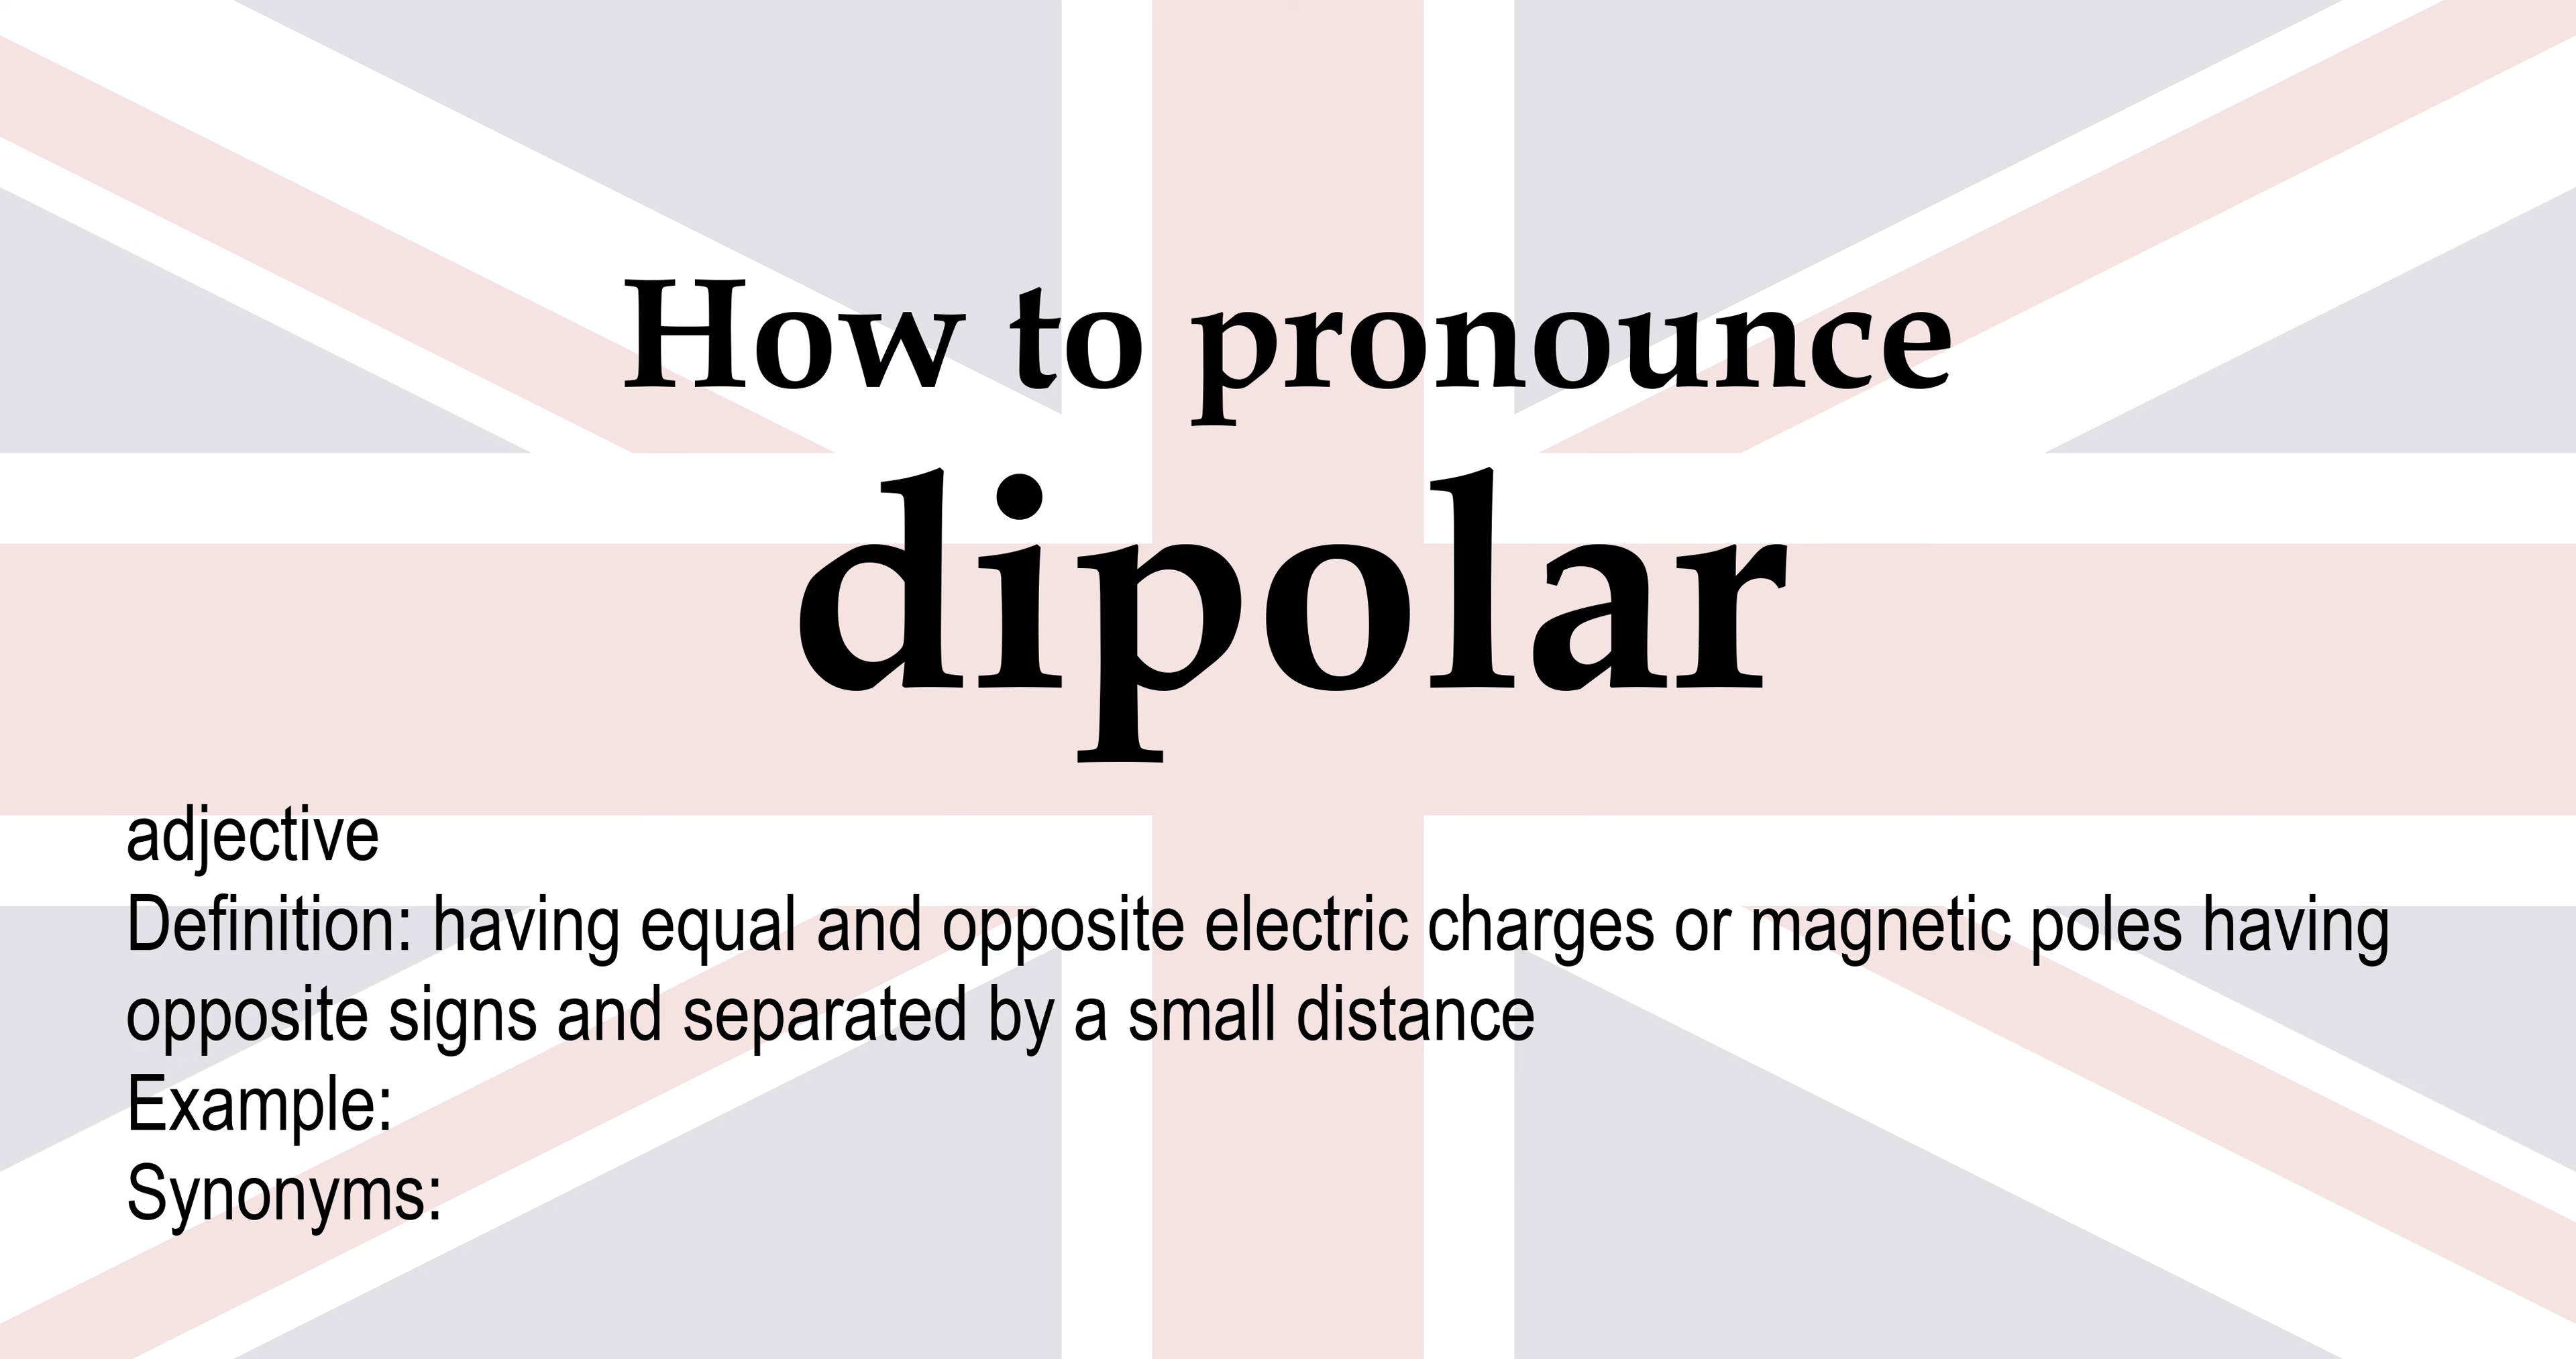 How to pronounce
dipolar
adjective
Definition: having equal and opposite electric charges or magnetic poles having
opposite signs and separated by a small distance
Example:
Synonyms: